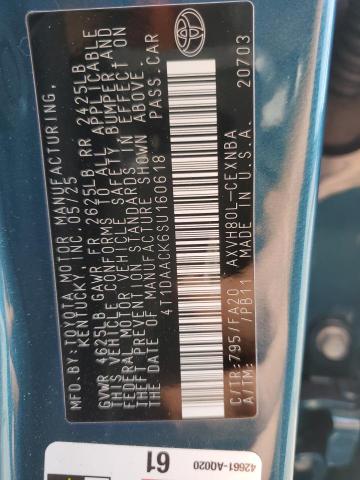 MFD.BY:TOYOTA MOTOR MANUFACTURING,
KENTUCKY, INC. 05/25
GVWR 4625LB GAWR FR 2625LB RR 2425LB
THIS VEHICLE CONFORMS TO ALL APPLICABLE
FEDERAL MOTOR VEHICLE SAFETY, BUMPER, AND
THEFT PREVENTION STANDARDS IN EFFECT ON
THE DATE OF MANUFACTURE SHOWN ABOVE.
4T1DAACK6SU160618 PASS.CAR
C/TR:795/FA20 AXVH80L-CEXNBA
A/TM: /PB11 MADE IN U.S.A. 20703
42661-AQ020
61